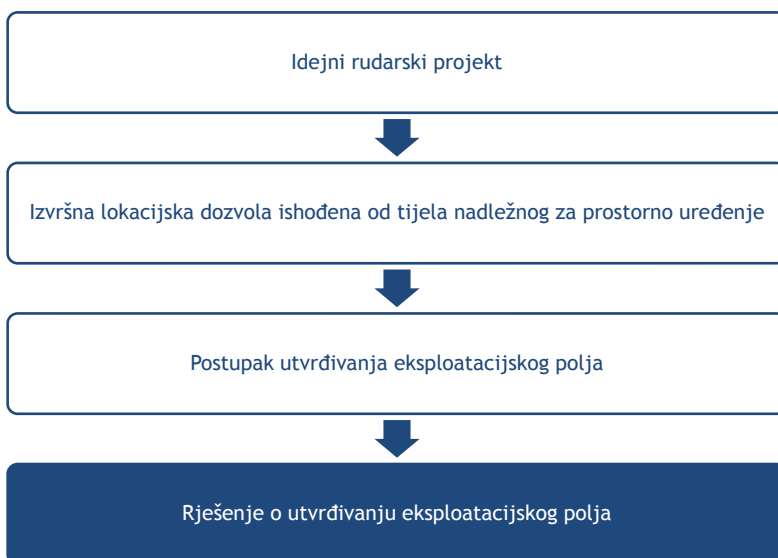 Idejni rudarski projekt
Izvršna lokacijska dozvola ishođena od tijela nadležnog za prostorno uređenje
Postupak utvrđivanja eksploatacijskog polja
Rješenje o utvrđivanju eksploatacijskog polja